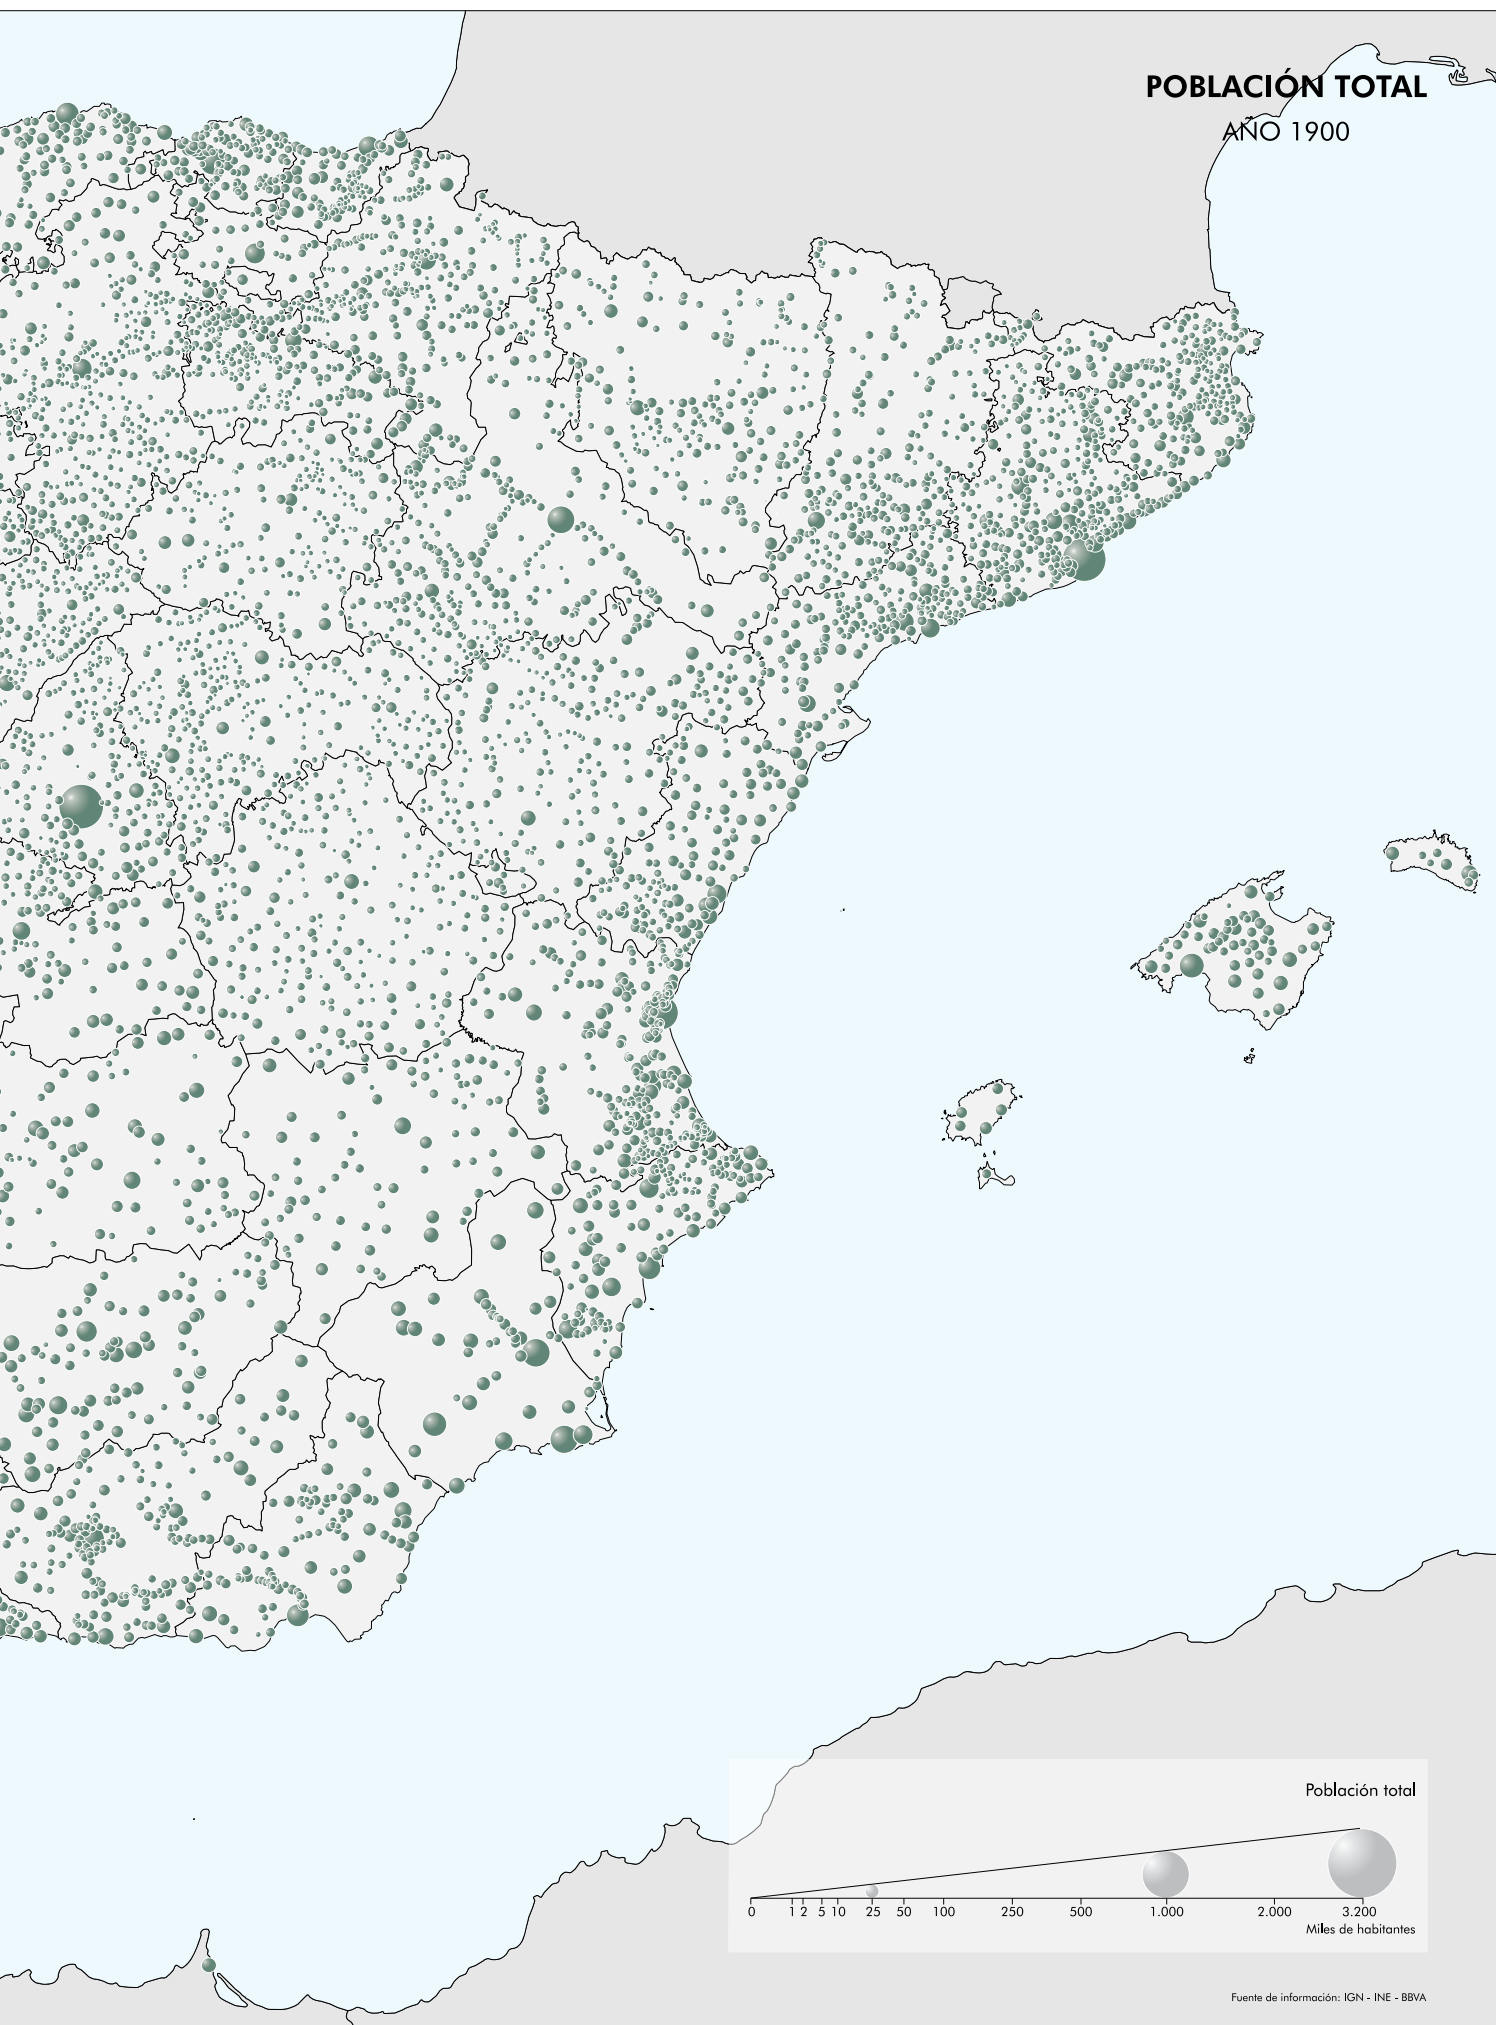 POBLACIÓN TOTAL
AÑO 1900
Población total
0 1 2 5 10 25 50 100 250 500 1.000 2.000 3.200
Miles de habitantes
Fuente de información: IGN - INE - BBVA